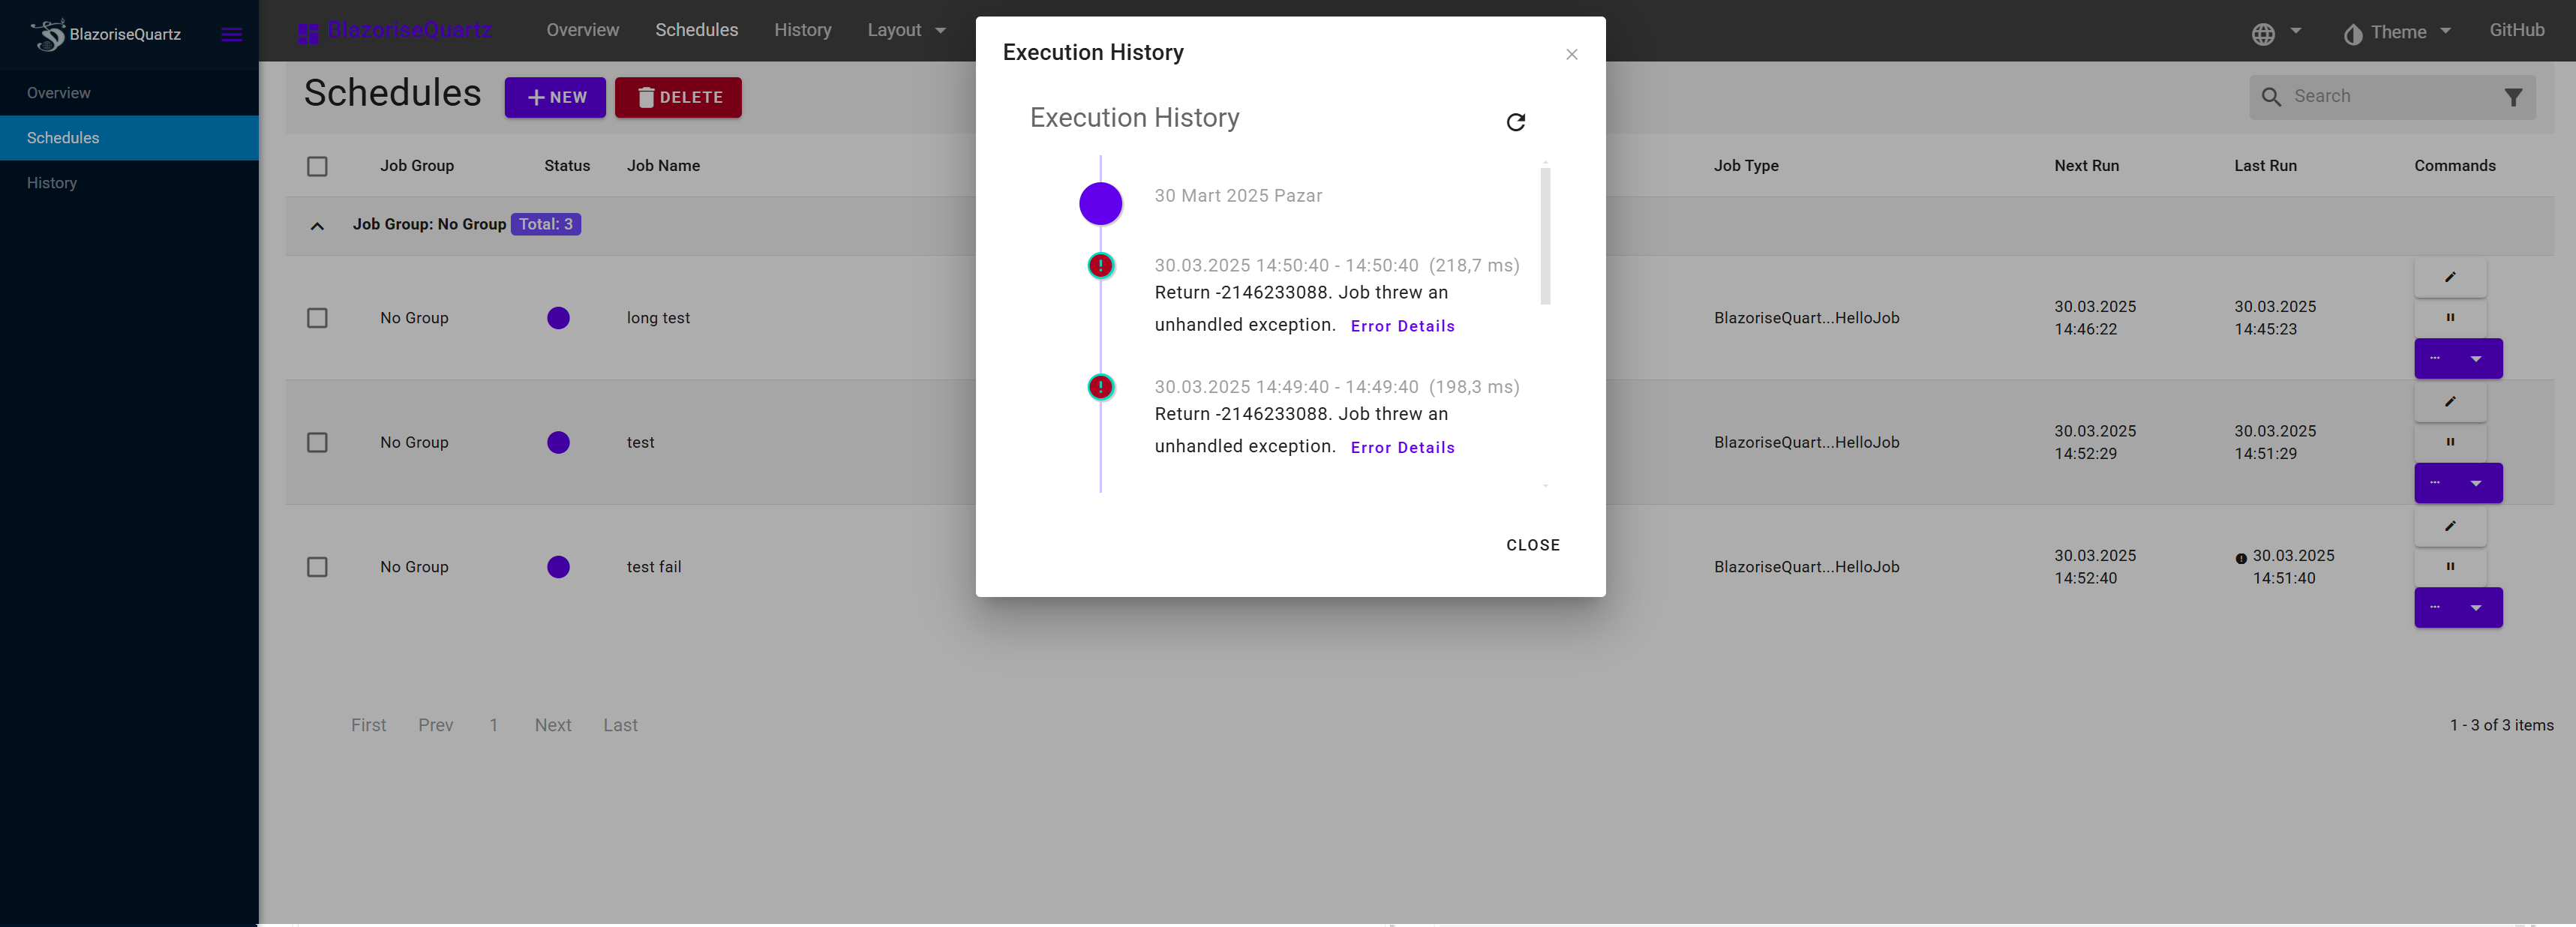 BlazoriseQuartz
Overview
Schedules
History
BlazoriseQuartz
Overview
Schedules
History
Layout
Theme
GitHub
Schedules
NEW
DELETE
Search
Job Group
Status
Job Name
Job Type
Next Run
Last Run
Commands
Job Group: No Group Total: 3
No Group
long test
BlazoriseQuart...HelloJob
30.03.2025
14:46:22
30.03.2025
14:45:23
No Group
test
BlazoriseQuart...HelloJob
30.03.2025
14:52:29
30.03.2025
14:51:29
No Group
test fail
BlazoriseQuart...HelloJob
30.03.2025
14:52:40
30.03.2025
14:51:40
First
Prev
1
Next
Last
1 - 3 of 3 items
Execution History
Execution History
30 Mart 2025 Pazar
30.03.2025 14:50:40 - 14:50:40 (218,7 ms)
Return -2146233088. Job threw an
unhandled exception. Error Details
30.03.2025 14:49:40 - 14:49:40 (198,3 ms)
Return -2146233088. Job threw an
unhandled exception. Error Details
CLOSE